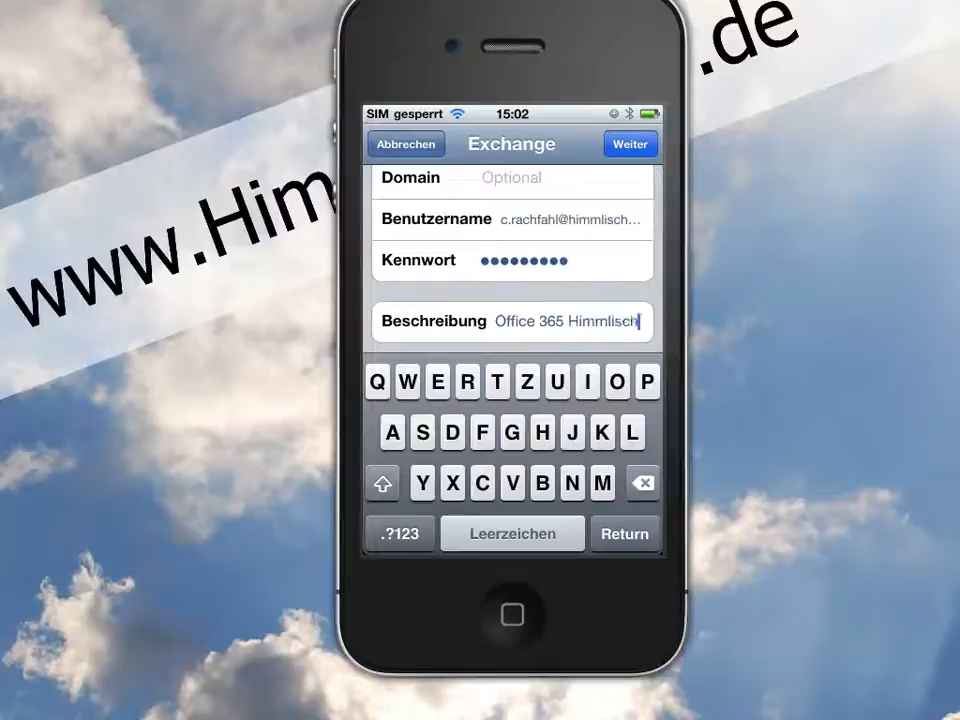 www.Him
.de
SIM gesperrt 15:02
Abbrechen Exchange Weiter
Domain Optional
Benutzername c.rachfahl@himmlisch...
Kennwort ●●●●●●●●●
Beschreibung Office 365 Himmlisch
Q W E R T Z U I O P
A S D F G H J K L
Y X C V B N M
.?123 Leerzeichen Return